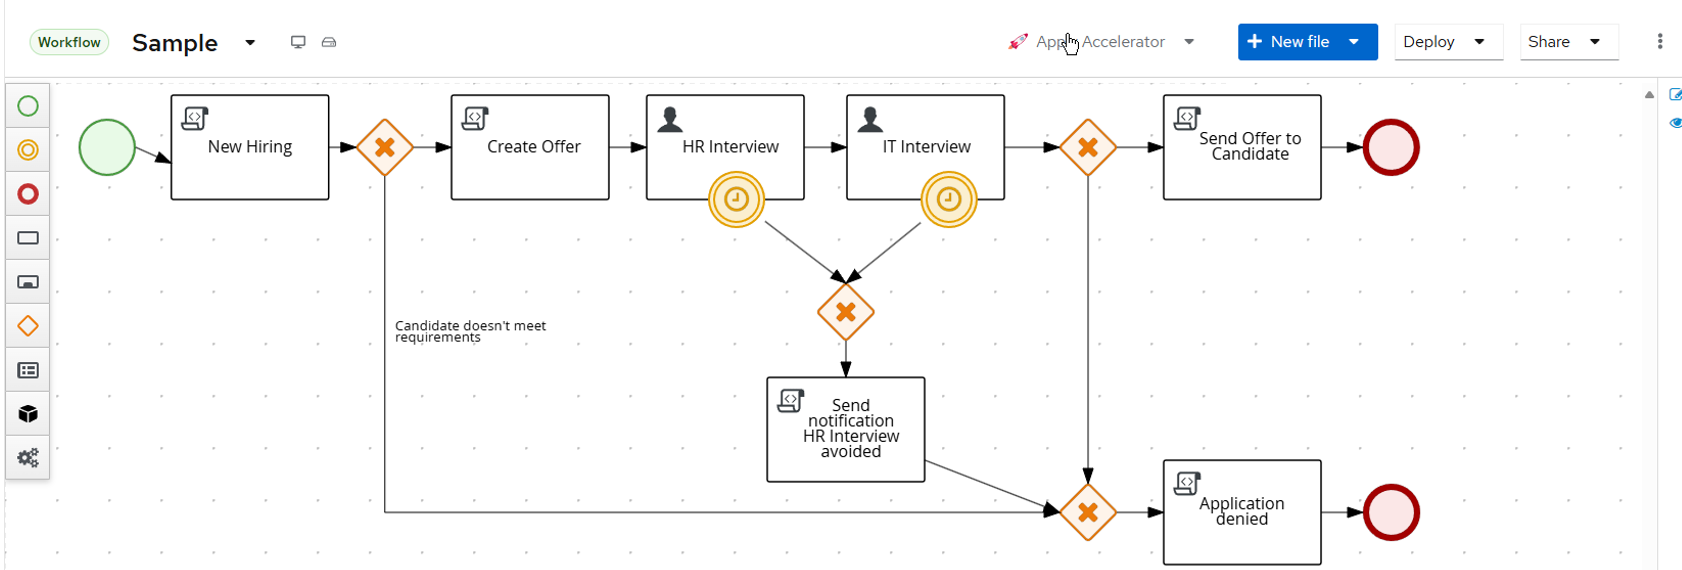 Workflow
Sample
Accelerator
New file
Deploy
Share
New Hiring
Create Offer
HR Interview
IT Interview
Send Offer to
Candidate
Candidate doesn't meet
requirements
Send
notification
HR Interview
avoided
Application
denied